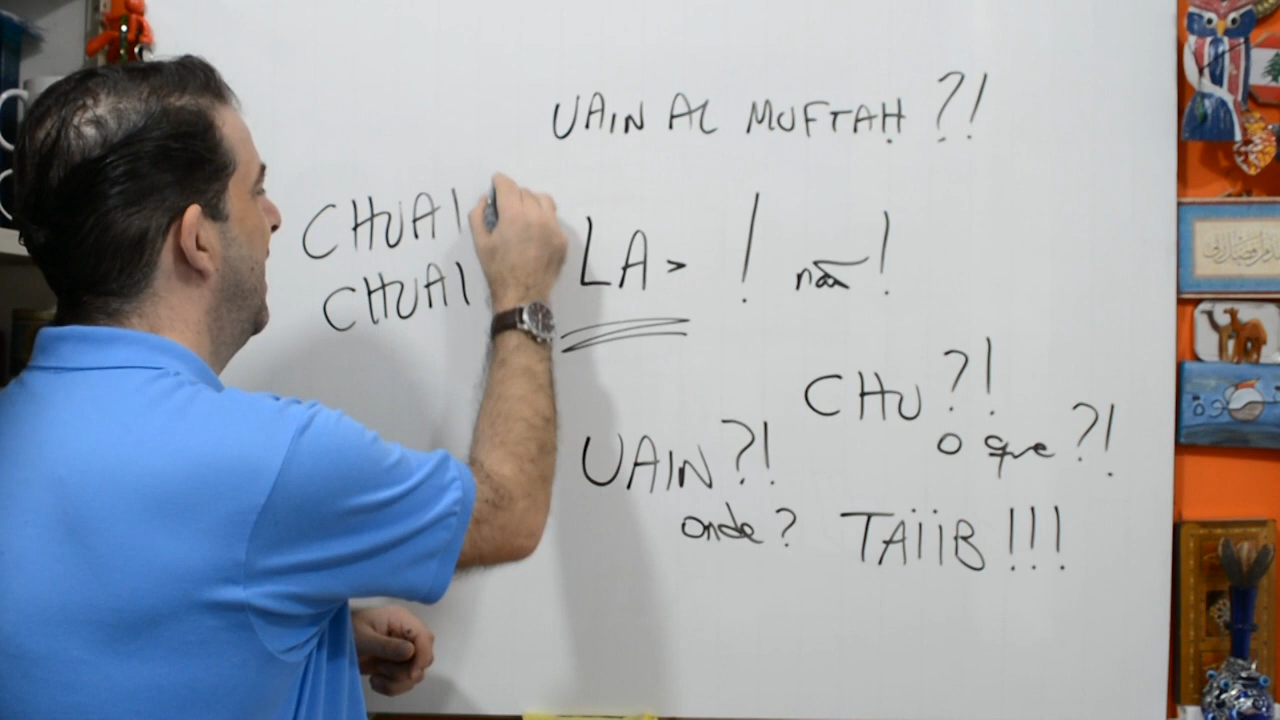 UAIN AL MUFTAH ?!
CHUAI
CHUAI
LA > ! não !
CHU ?!
o que ?!
UAIN ?!
onde ?
TAIIB !!!